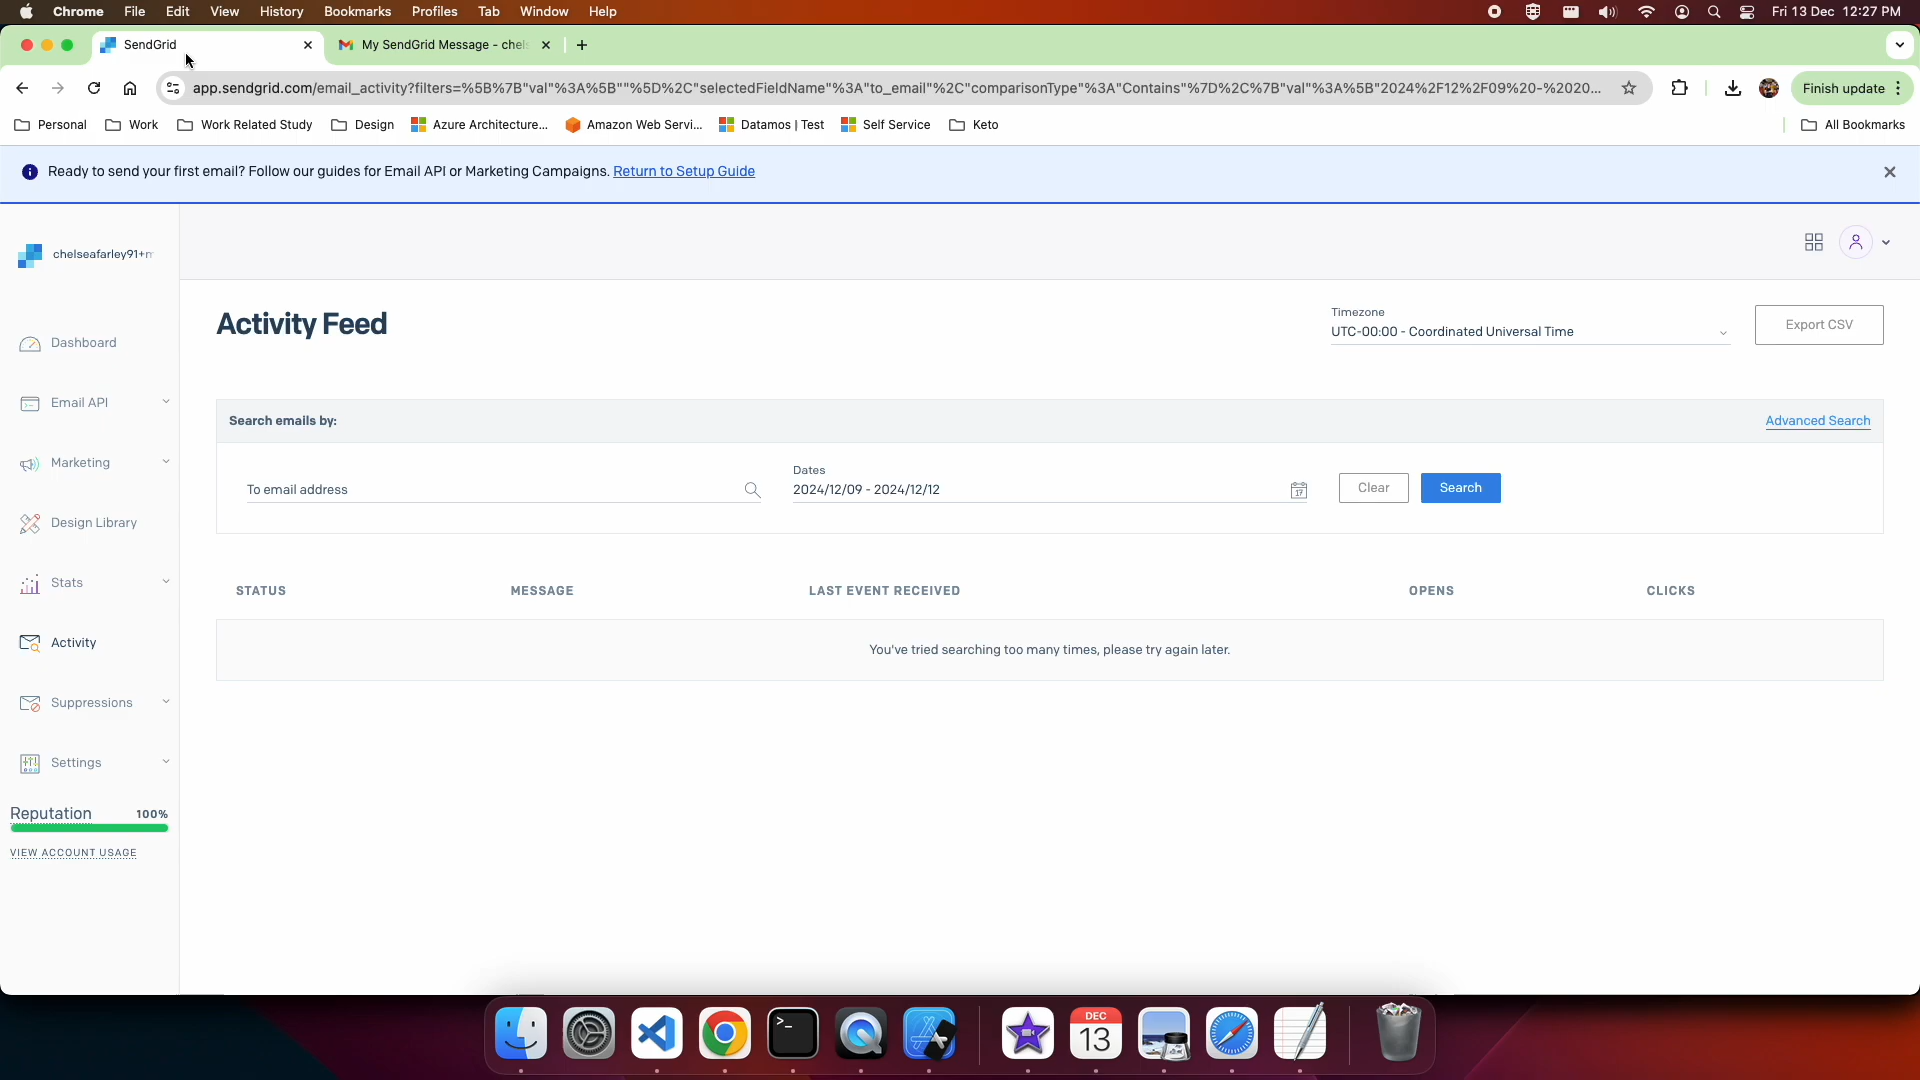 Chrome File Edit View History Bookmarks Profiles Tab Window Help Fri 13 Dec 12:27 PM
SendGrid My SendGrid Message - chel
app.sendgrid.com/email_activity?filters=%5B%7B"val"%3A%5B""%5D%2C"selectedFieldName"%3A"to_email"%2C"comparisonType"%3A"Contains"%7D%2C%7B"val"%3A%5B"2024%2F12%2F09%20-%2020... Finish update
Personal Work Work Related Study Design Azure Architecture... Amazon Web Servi... Datamos | Test Self Service Keto All Bookmarks
Ready to send your first email? Follow our guides for Email API or Marketing Campaigns. Return to Setup Guide
chelseafarley91+m
Dashboard
Email API
Marketing
Design Library
Stats
Activity
Suppressions
Settings
Reputation 100%
VIEW ACCOUNT USAGE
Activity Feed
Timezone
UTC-00:00 - Coordinated Universal Time
Export CSV
Search emails by:
Advanced Search
To email address
Dates
2024/12/09 - 2024/12/12
17
Clear
Search
STATUS MESSAGE LAST EVENT RECEIVED OPENS CLICKS
You've tried searching too many times, please try again later.
DEC
13